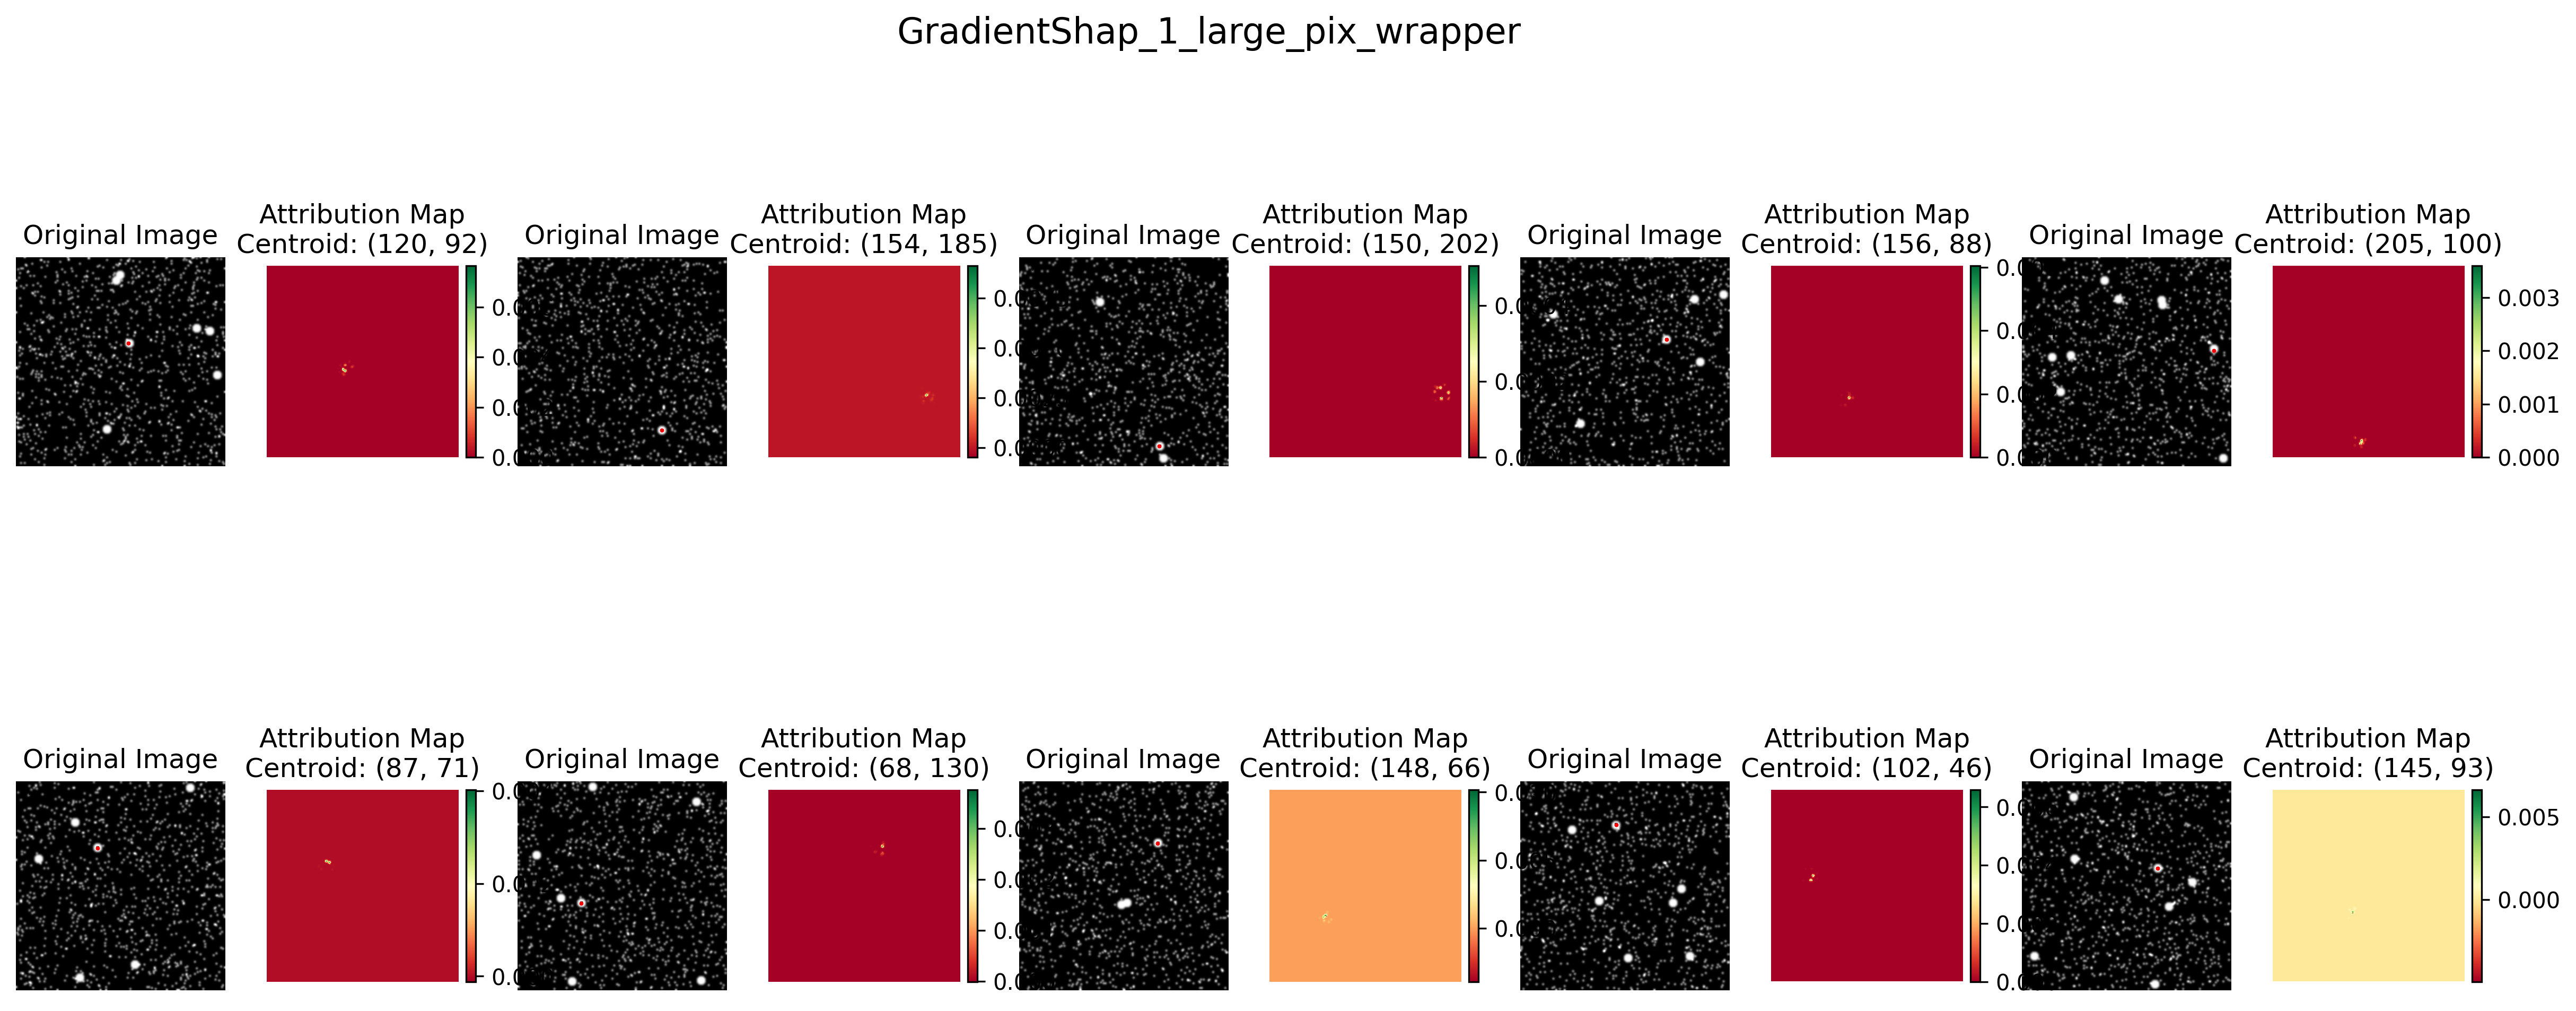 GradientShap_1_large_pix_wrapper
Original Image
Attribution Map
Centroid: (120, 92)
Original Image
Attribution Map
Centroid: (154, 185)
Original Image
Attribution Map
Centroid: (150, 202)
Original Image
Attribution Map
Centroid: (156, 88)
Original Image
Attribution Map
Centroid: (205, 100)
0.003
0.002
0.001
0.000
Original Image
Attribution Map
Centroid: (87, 71)
Original Image
Attribution Map
Centroid: (68, 130)
Original Image
Attribution Map
Centroid: (148, 66)
Original Image
Attribution Map
Centroid: (102, 46)
Original Image
Attribution Map
Centroid: (145, 93)
0.005
0.000